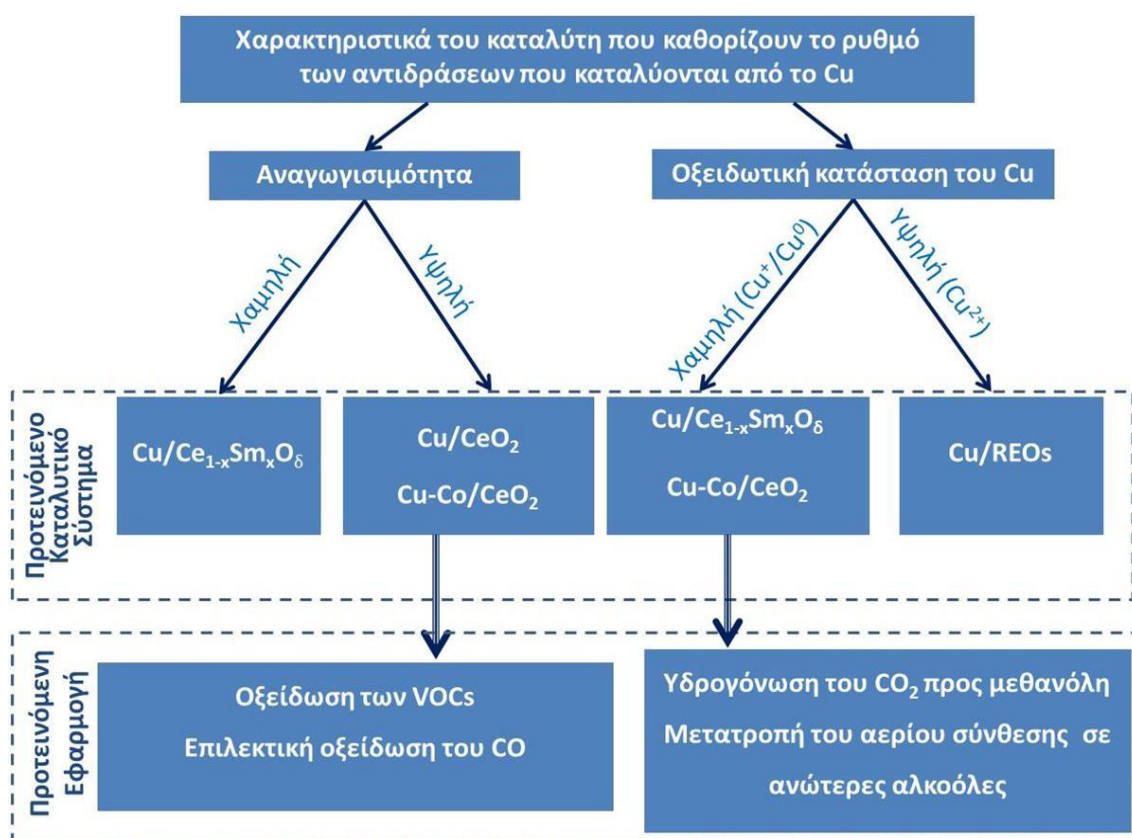 Χαρακτηριστικά του καταλύτη που καθορίζουν το ρυθμό
των αντιδράσεων που καταλύονται από το Cu
Αναγωγισιμότητα
Οξειδωτική κατάσταση του Cu
Χαμηλή
Υψηλή
Χαμηλή (Cu⁺/Cu⁰)
Υψηλή (Cu²⁺)
Προτεινόμενο
Καταλυτικό
Σύστημα
Cu/Ce₁₋ₓSmₓOδ
Cu/CeO₂
Cu-Co/CeO₂
Cu/Ce₁₋ₓSmₓOδ
Cu-Co/CeO₂
Cu/REOs
Προτεινόμενη
Εφαρμογή
Οξείδωση των VOCs
Επιλεκτική οξείδωση του CO
Υδρογόνωση του CO₂ προς μεθανόλη
Μετατροπή του αερίου σύνθεσης σε
ανώτερες αλκοόλες